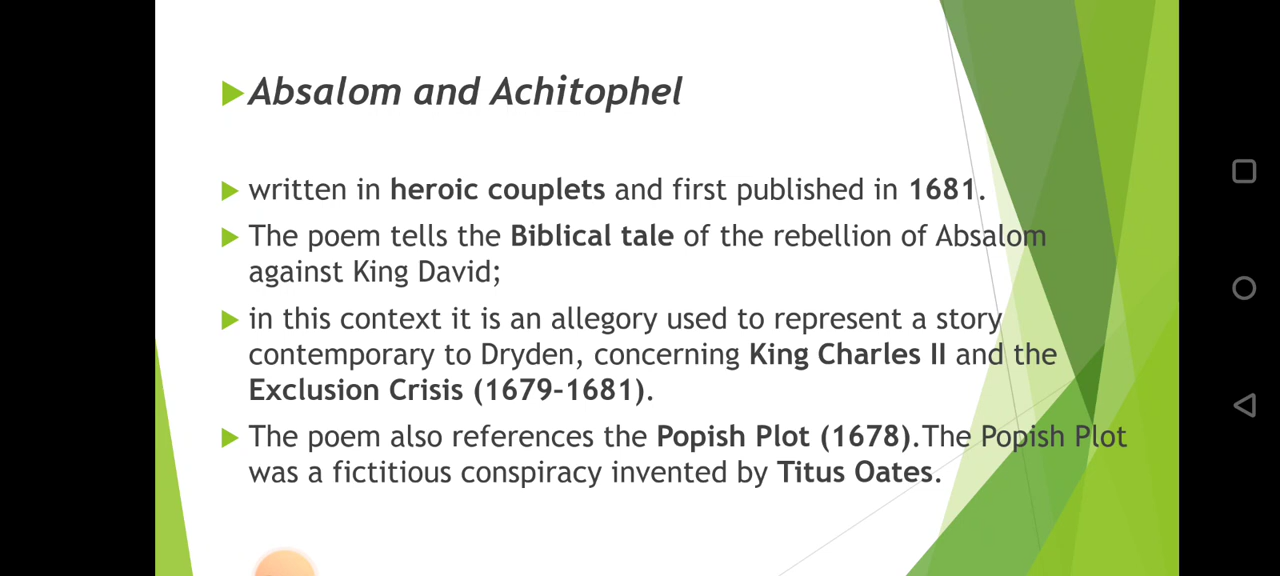 Absalom and Achitophel
written in heroic couplets and first published in 1681.
The poem tells the Biblical tale of the rebellion of Absalom
against King David;
in this context it is an allegory used to represent a story
contemporary to Dryden, concerning King Charles II and the
Exclusion Crisis (1679–1681).
The poem also references the Popish Plot (1678).The Popish Plot
was a fictitious conspiracy invented by Titus Oates.